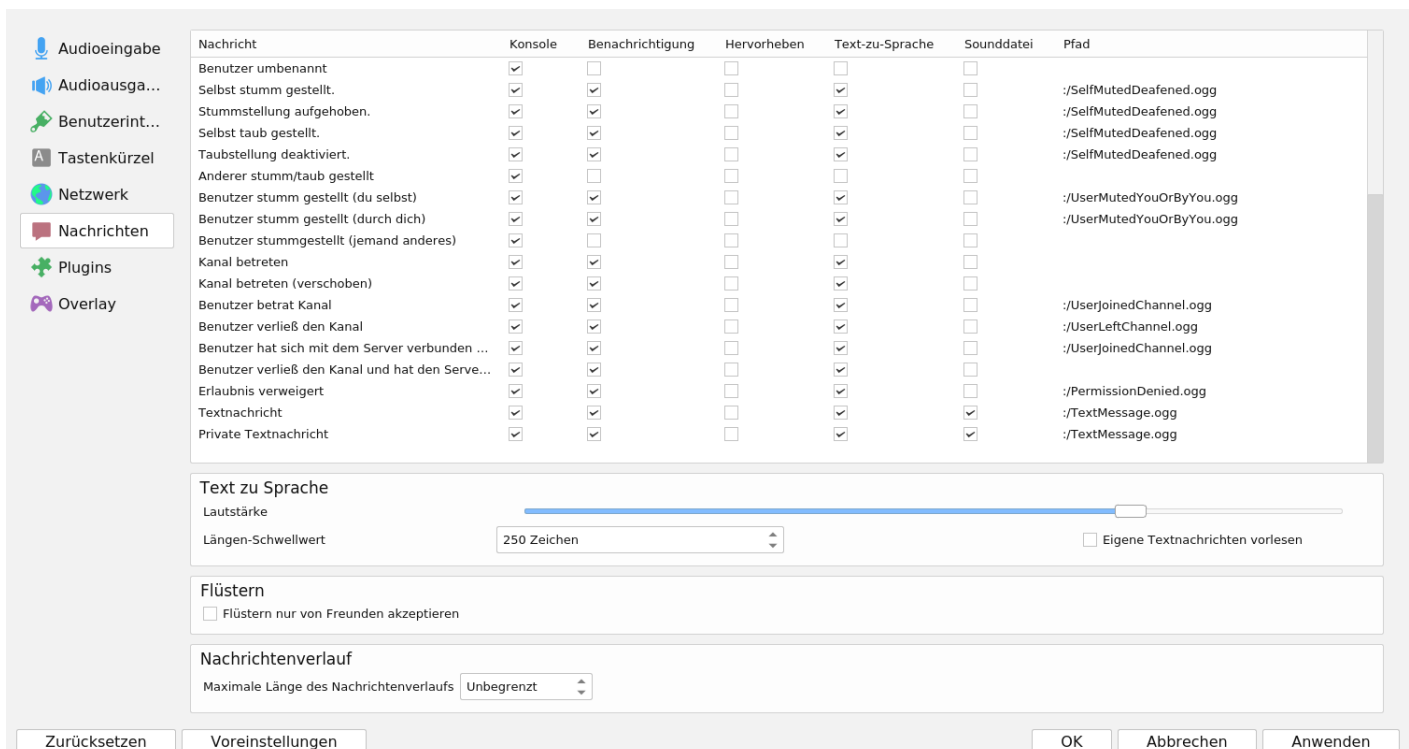 Audioeingabe
Audioausga...
Benutzerint...
Tastenkürzel
Netzwerk
Nachrichten
Plugins
Overlay
Nachricht Konsole Benachrichtigung Hervorheben Text-zu-Sprache Sounddatei Pfad
Benutzer umbenannt
Selbst stumm gestellt. :/SelfMutedDeafened.ogg
Stummstellung aufgehoben. :/SelfMutedDeafened.ogg
Selbst taub gestellt. :/SelfMutedDeafened.ogg
Taubstellung deaktiviert. :/SelfMutedDeafened.ogg
Anderer stumm/taub gestellt
Benutzer stumm gestellt (du selbst) :/UserMutedYouOrByYou.ogg
Benutzer stumm gestellt (durch dich) :/UserMutedYouOrByYou.ogg
Benutzer stummgestellt (jemand anderes)
Kanal betreten
Kanal betreten (verschoben)
Benutzer betrat Kanal :/UserJoinedChannel.ogg
Benutzer verließ den Kanal :/UserLeftChannel.ogg
Benutzer hat sich mit dem Server verbunden ... :/UserJoinedChannel.ogg
Benutzer verließ den Kanal und hat den Serve...
Erlaubnis verweigert :/PermissionDenied.ogg
Textnachricht :/TextMessage.ogg
Private Textnachricht :/TextMessage.ogg
Text zu Sprache
Lautstärke
Längen-Schwellwert 250 Zeichen Eigene Textnachrichten vorlesen
Flüstern
Flüstern nur von Freunden akzeptieren
Nachrichtenverlauf
Maximale Länge des Nachrichtenverlaufs Unbegrenzt
Zurücksetzen Voreinstellungen OK Abbrechen Anwenden